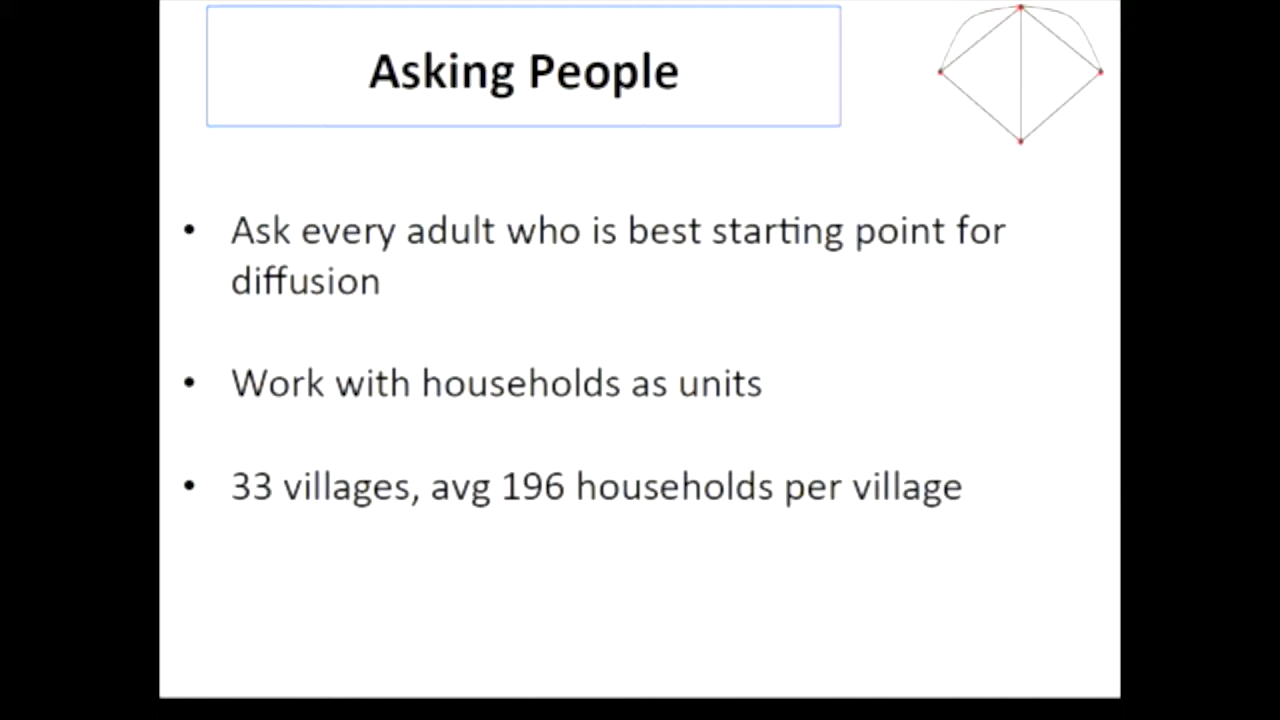 Asking People
• Ask every adult who is best starting point for
diffusion
• Work with households as units
• 33 villages, avg 196 households per village